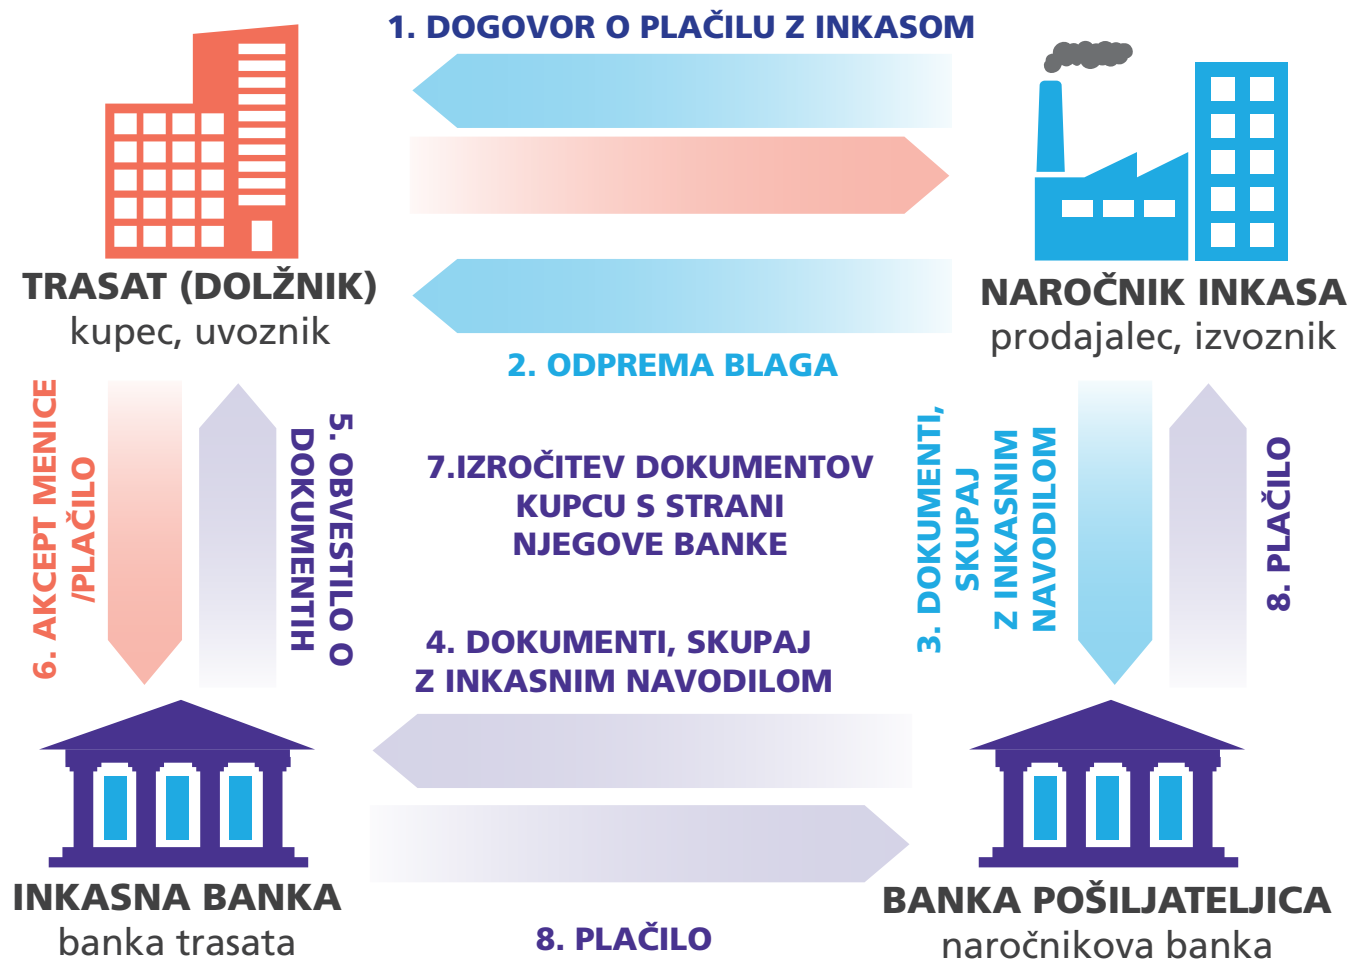 1. DOGOVOR O PLAČILU Z INKASOM
TRASAT (DOLŽNIK)
kupec, uvoznik
NAROČNIK INKASA
prodajalec, izvoznik
2. ODPREMA BLAGA
6. AKCEPT MENICE
/PLAČILO
5. OBVESTILO O
DOKUMENTIH
7.IZROČITEV DOKUMENTOV
KUPCU S STRANI
NJEGOVE BANKE
3. DOKUMENTI,
SKUPAJ
Z INKASNIM
NAVODILOM
8. PLAČILO
4. DOKUMENTI, SKUPAJ
Z INKASNIM NAVODILOM
INKASNA BANKA
banka trasata
8. PLAČILO
BANKA POŠILJATELJICA
naročnikova banka